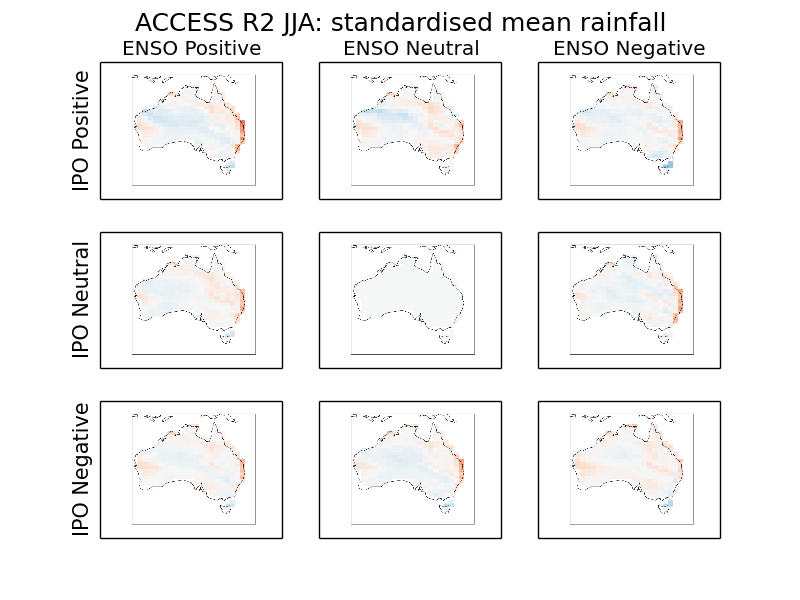 ACCESS R2 JJA: standardised mean rainfall
ENSO Positive
ENSO Neutral
ENSO Negative
IPO Positive
IPO Neutral
IPO Negative